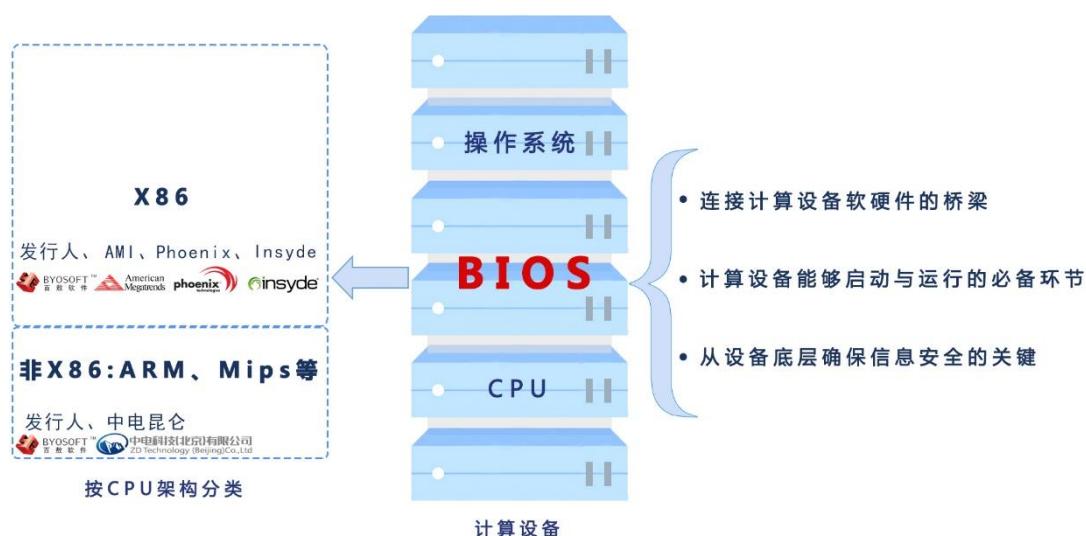 X86
发行人、AMI、Phoenix、Insyde
BYOSOFT™
百敖软件
American
Megatrends
phoenix
technologies
insyde®
非X86:ARM、Mips等
发行人、中电昆仑
BYOSOFT™
百敖软件
中电科技(北京)有限公司
ZD Technology (Beijing)Co.,Ltd
按CPU架构分类
操作系统
BIOS
CPU
计算设备
• 连接计算设备软硬件的桥梁
• 计算设备能够启动与运行的必备环节
• 从设备底层确保信息安全的关键